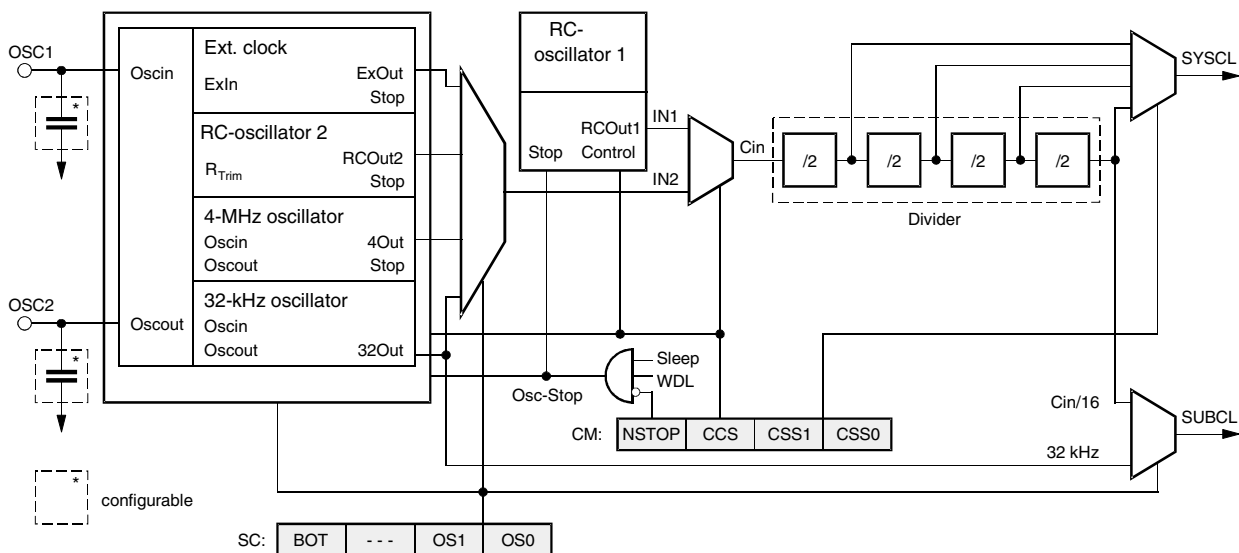 OSC1
Oscin
Ext. clock
ExIn
ExOut
Stop
RC-oscillator 2
RTrim
RCOut2
Stop
4-MHz oscillator
Oscin
4Out
Oscout
Stop
32-kHz oscillator
Oscin
Oscout
32Out
OSC2
Oscout
*
*
*
configurable
RC-
oscillator 1
RCOut1
Stop
Control
IN1
IN2
Cin
/2
/2
/2
/2
Divider
SYSCL
Sleep
WDL
Osc-Stop
CM:
NSTOP
CCS
CSS1
CSS0
Cin/16
32 kHz
SUBCL
SC:
BOT
- - -
OS1
OS0